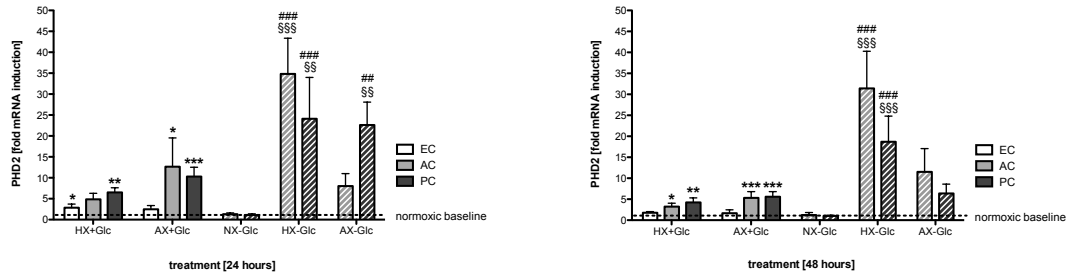 50
45
40
35
30
25
20
15
10
5
0
PHD2 [fold mRNA induction]
*
**
*
***
###
§§§
###
§§
##
§§
EC
AC
PC
normoxic baseline
HX+Glc
AX+Glc
NX-Glc
HX-Glc
AX-Glc
treatment [24 hours]
50
45
40
35
30
25
20
15
10
5
0
PHD2 [fold mRNA induction]
*
**
***
***
###
§§§
###
§§§
EC
AC
PC
normoxic baseline
HX+Glc
AX+Glc
NX-Glc
HX-Glc
AX-Glc
treatment [48 hours]